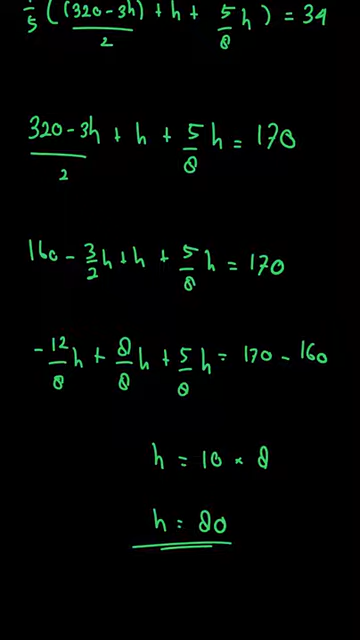 1/5 ((320-3h)/2 + h + 5/8 h) = 34
(320-3h)/2 + h + 5/8 h = 170
160 - 3/2 h + h + 5/8 h = 170
-12/8 h + 8/8 h + 5/8 h = 170 - 160
h = 10 × 8
h = 80